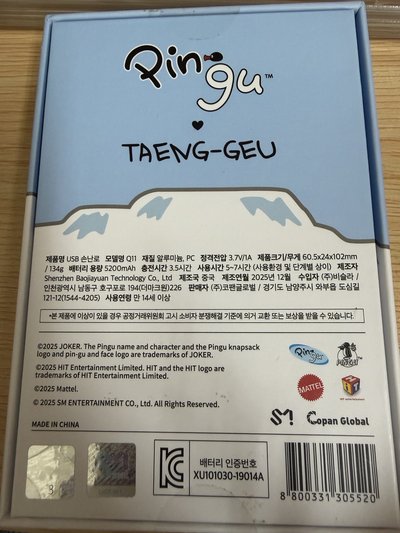 Pingu™
TAENG-GEU
제품명 USB 손난로 모델명 Q11 재질 알루미늄, PC 정격전압 3.7V/1A 제품크기/무게 60.5x24x102mm
/ 134g 배터리 용량 5200mAh 충전시간 3.5시간 사용시간 5~7시간 (사용환경 및 단계별 상이) 제조자
Shenzhen Baojiayuan Technology Co., Ltd 제조국 중국 제조연월 2025년 12월 수입자 (주)비슬라 /
인천광역시 남동구 호구포로 194(더마크원)226 판매자 (주)코팬글로벌 / 경기도 남양주시 와부읍 도심길
121-12(1544-4205) 사용연령 만 14세 이상
*본 제품에 이상이 있을 경우 공정거래위원회 고시 소비자 분쟁해결 기준에 의거 교환 또는 보상을 받을 수 있습니다.
©2025 JOKER. The Pingu name and character and the Pingu knapsack
logo and pin-gu and face logo are trademarks of JOKER.
©2025 HIT Entertainment Limited. HIT and the HIT logo are
trademarks of HIT Entertainment Limited.
©2025 Mattel.
© 2025 SM ENTERTAINMENT CO., Ltd. All Rights Reserved.
MADE IN CHINA
Pingu
MATTEL
SM Copan Global
3
배터리 인증번호
XU101030-19014A
8 800331 305520